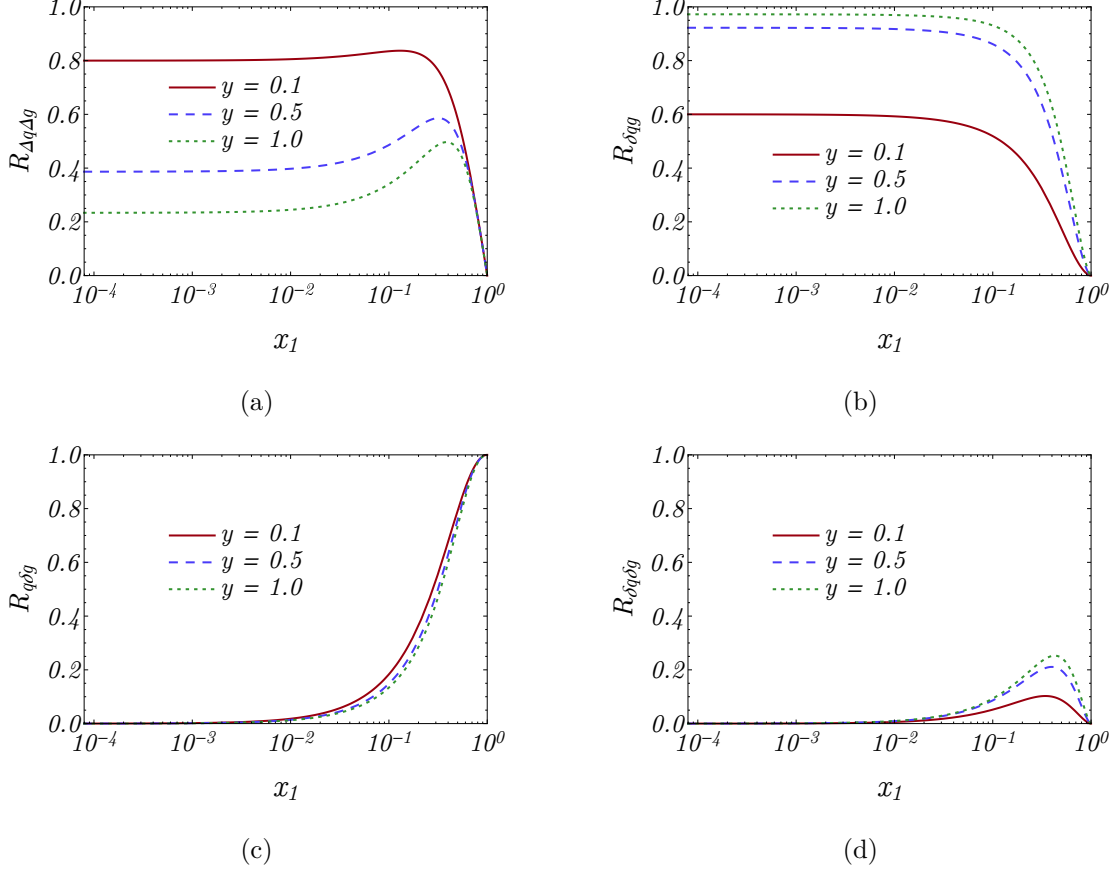 1.0
0.8
0.6
0.4
0.2
0.0
R_{ΔqΔg}
y = 0.1
y = 0.5
y = 1.0
10^{-4} 10^{-3} 10^{-2} 10^{-1} 10^{0}
x_1
(a)
1.0
0.8
0.6
0.4
0.2
0.0
R_{δqg}
y = 0.1
y = 0.5
y = 1.0
10^{-4} 10^{-3} 10^{-2} 10^{-1} 10^{0}
x_1
(b)
1.0
0.8
0.6
0.4
0.2
0.0
R_{qδg}
y = 0.1
y = 0.5
y = 1.0
10^{-4} 10^{-3} 10^{-2} 10^{-1} 10^{0}
x_1
(c)
1.0
0.8
0.6
0.4
0.2
0.0
R_{δqδg}
y = 0.1
y = 0.5
y = 1.0
10^{-4} 10^{-3} 10^{-2} 10^{-1} 10^{0}
x_1
(d)